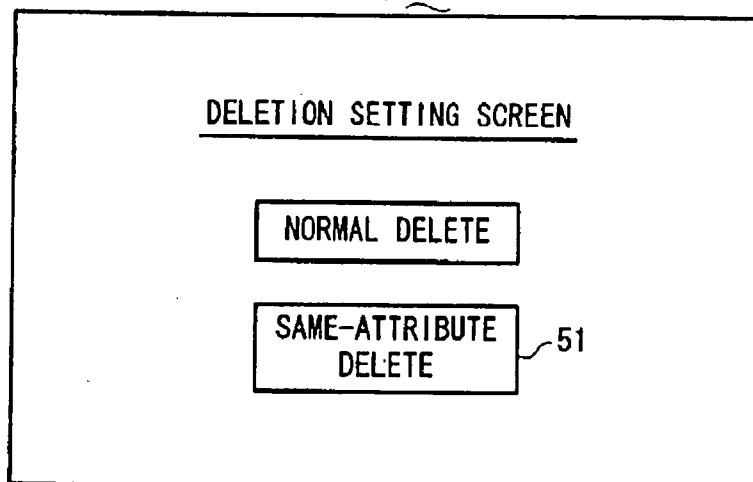 DELETION SETTING SCREEN
NORMAL DELETE
SAME-ATTRIBUTE
DELETE
51